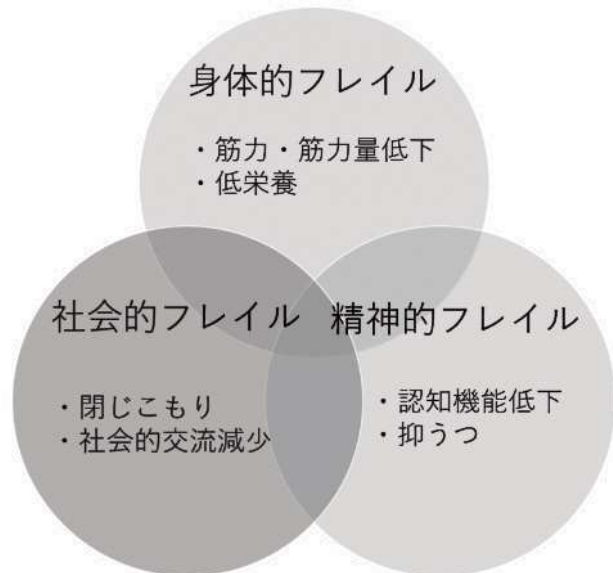 身体的フレイル
・筋力・筋力量低下
・低栄養
社会的フレイル
・閉じこもり
・社会的交流減少
精神的フレイル
・認知機能低下
・抑うつ